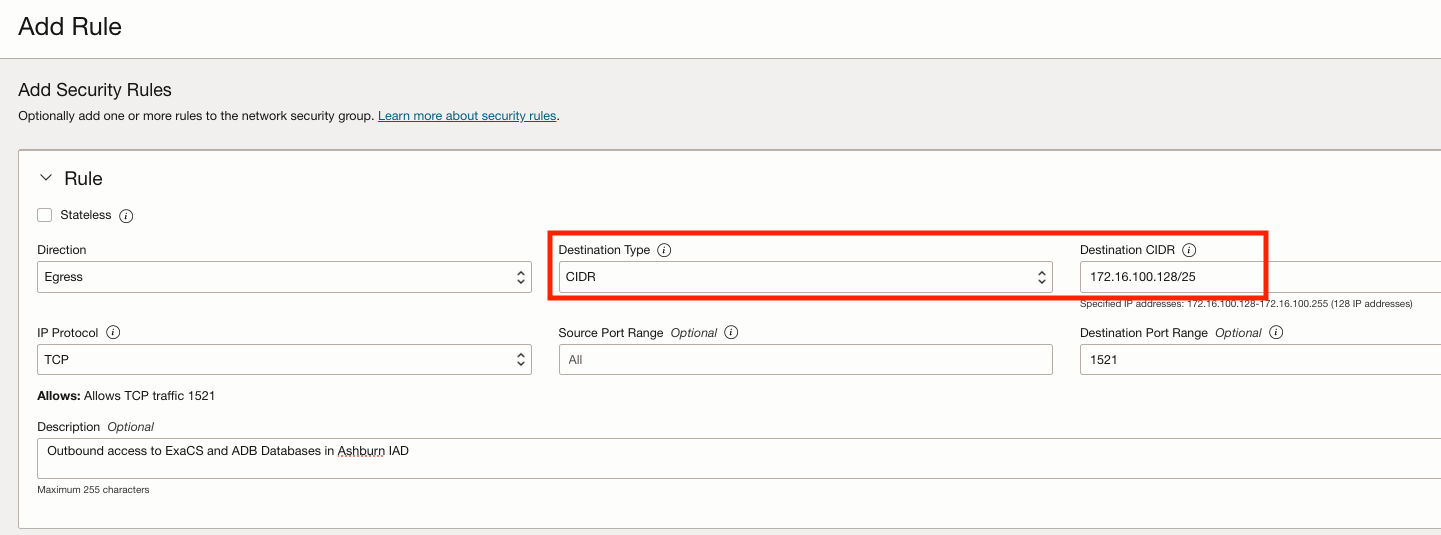 Add Rule
Add Security Rules
Optionally add one or more rules to the network security group. Learn more about security rules.
Rule
Stateless
Direction
Destination Type
Destination CIDR
Egress
CIDR
172.16.100.128/25
Specified IP addresses: 172.16.100.128-172.16.100.255 (128 IP addresses)
IP Protocol
Source Port Range Optional
Destination Port Range Optional
TCP
All
1521
Allows: Allows TCP traffic 1521
Description Optional
Outbound access to ExaCS and ADB Databases in Ashburn IAD
Maximum 255 characters